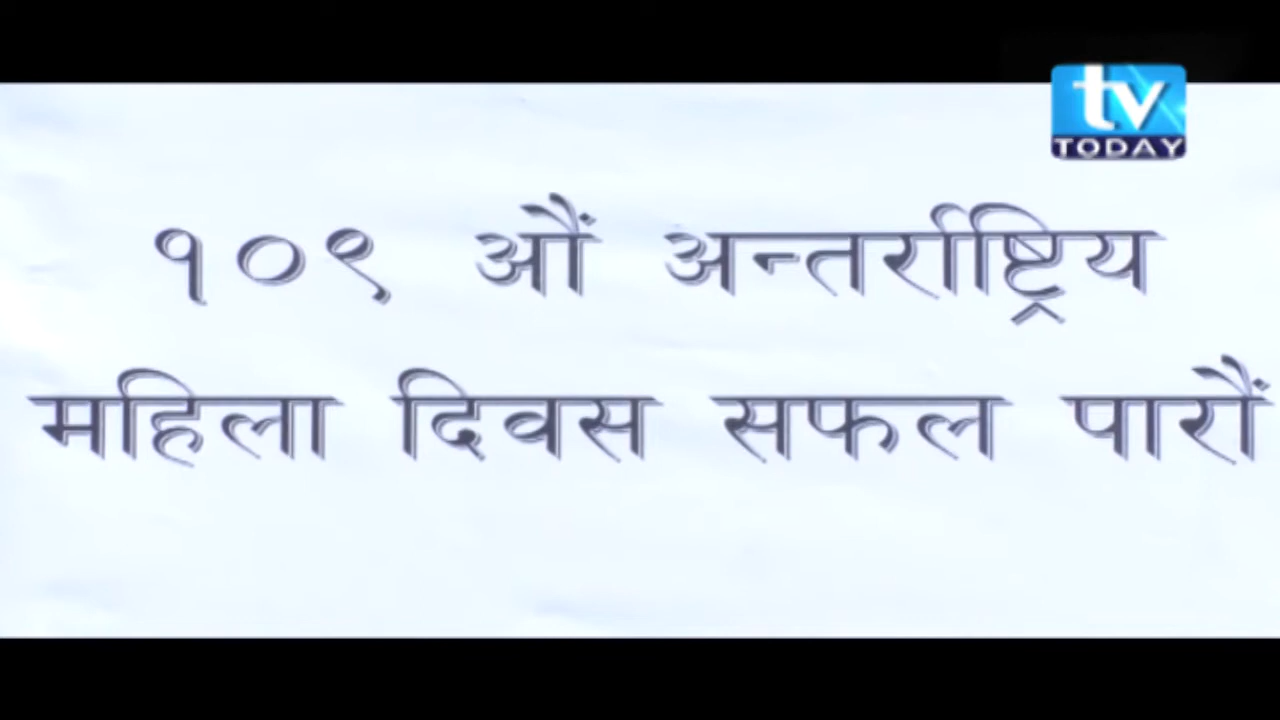 tv
TODAY
१०९ औं अन्तर्राष्ट्रिय
महिला दिवस सफल पारौं